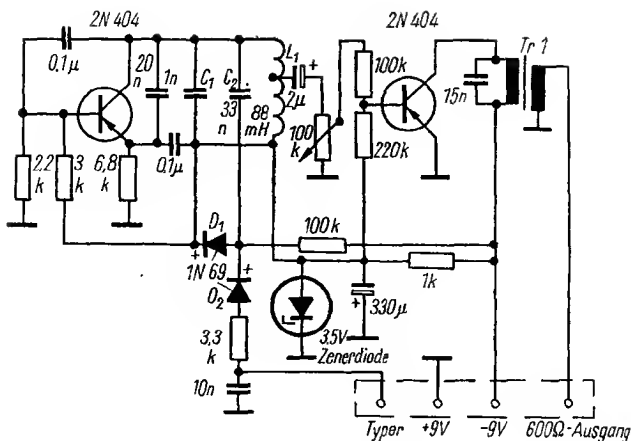 2N 404
2N 404
0,1µ
20
n
1n
C1
C2
33
n
L1
+
2µ
88
mH
100
k
100k
220k
15n
Tr 1
2,2
k
3
k
6,8
k
0,1µ
+
D1
1N 69
+
D2
100k
1k
3,3
k
10n
3,5V
Zenerdiode
+
330µ
Typer
+9V
-9V
600Ω-Ausgang